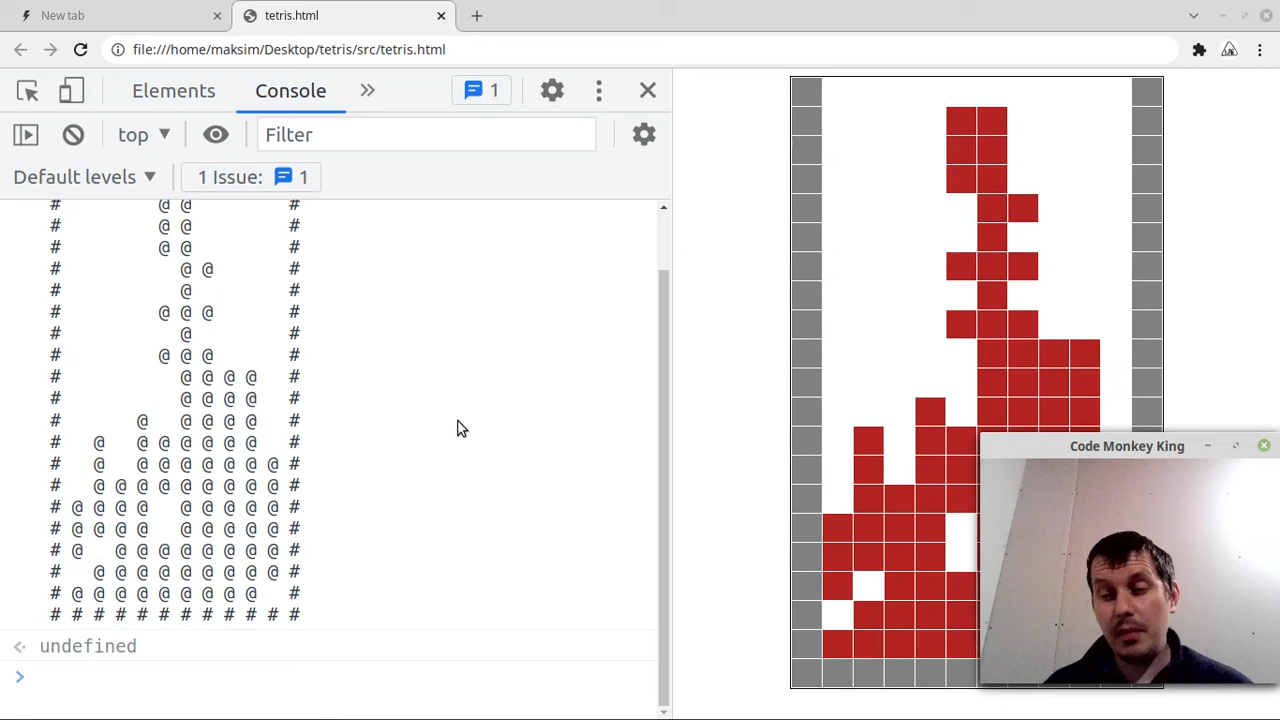 New tab
tetris.html
file:///home/maksim/Desktop/tetris/src/tetris.html
Elements
Console
1
top
Filter
Default levels
1 Issue: 1
#         @ @         #
#         @ @         #
#         @ @         #
#           @ @       #
#           @         #
#         @ @ @       #
#           @         #
#         @ @ @       #
#           @ @ @ @   #
#           @ @ @ @   #
#       @   @ @ @ @   #
#   @   @ @ @ @ @ @   #
#   @   @ @ @ @ @ @ @ #
#   @ @ @ @ @ @ @ @ @ #
# @ @ @ @   @ @ @ @ @ #
# @ @ @ @   @ @ @ @ @ #
# @   @ @ @ @ @ @ @ @ #
#   @ @ @ @ @ @ @ @ @ #
# @ @ @ @ @ @ @ @ @   #
# # # # # # # # # # # #
undefined
Code Monkey King